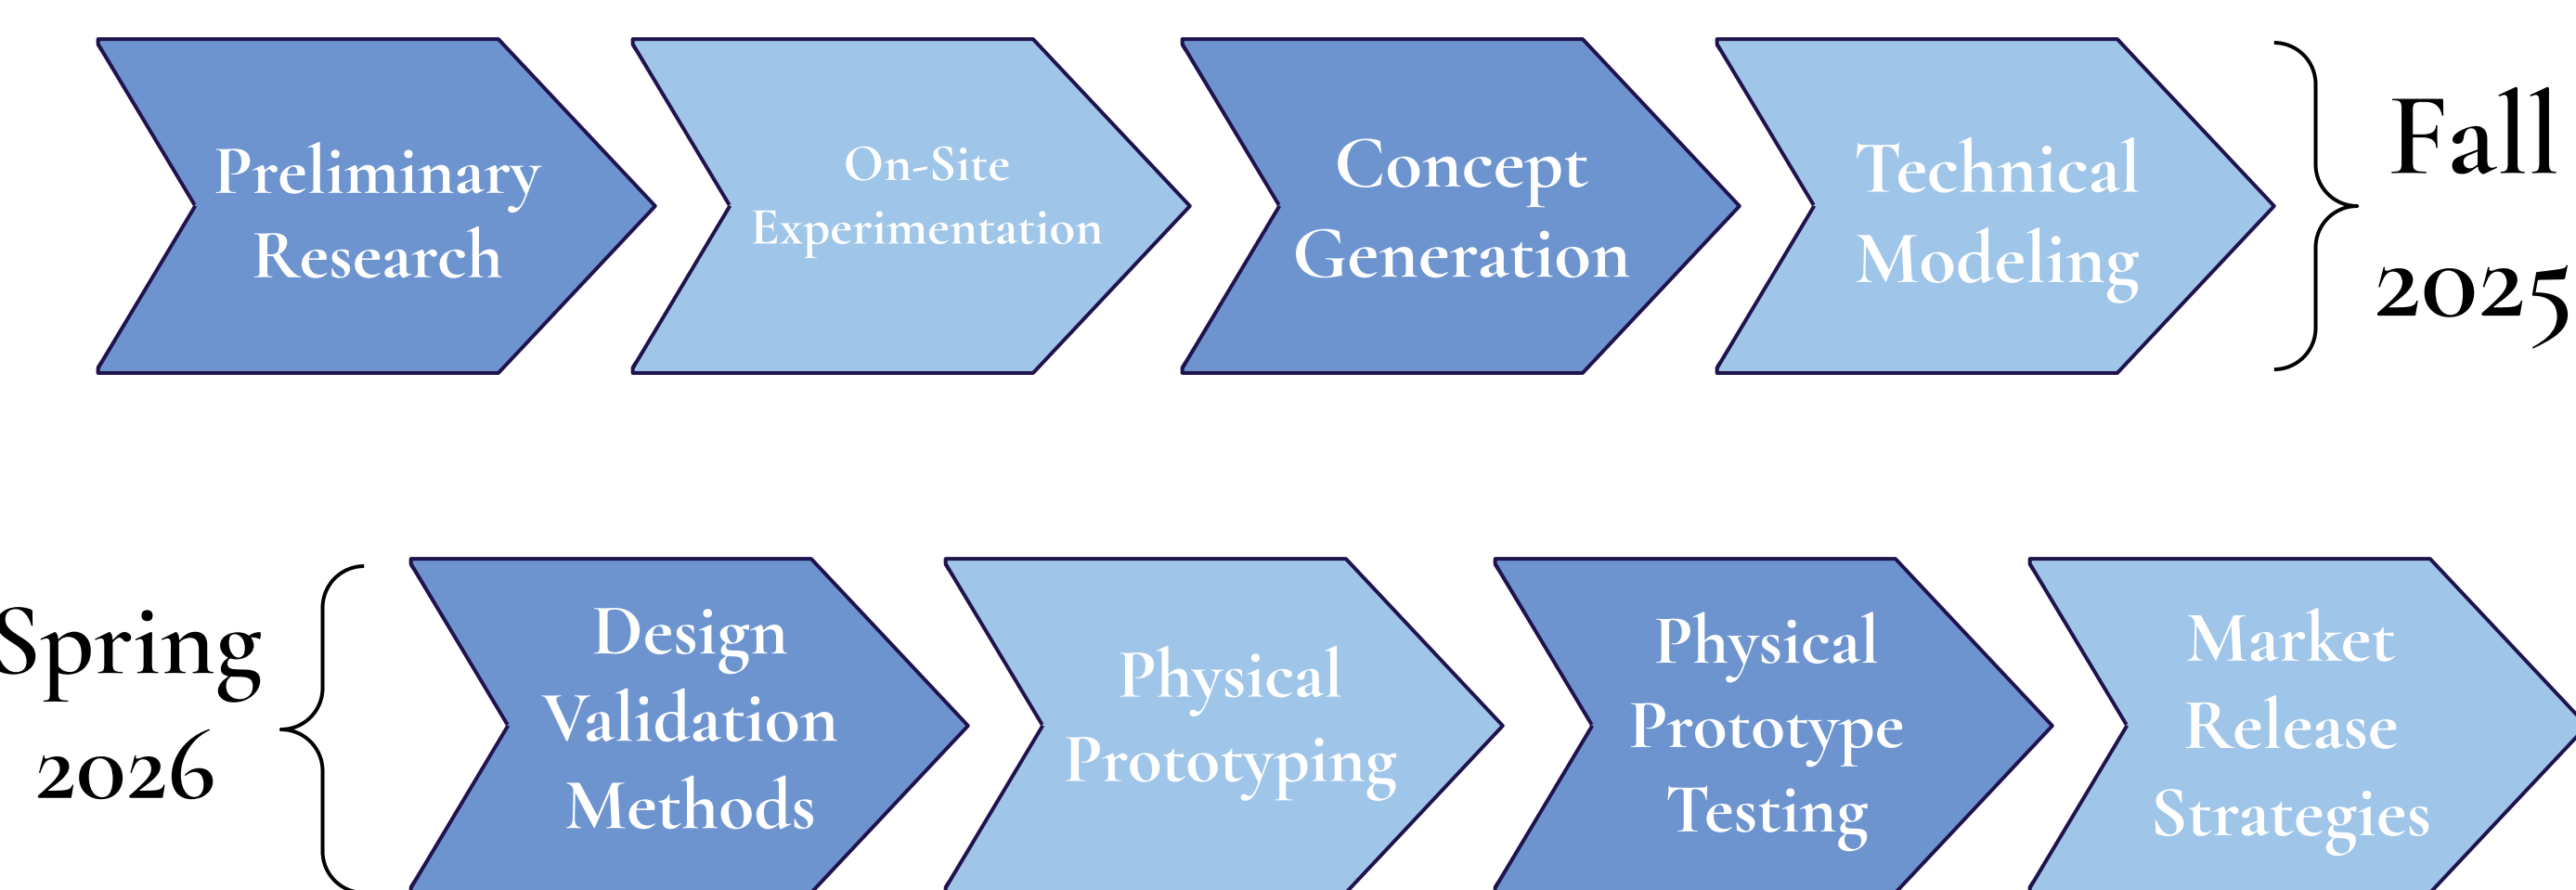 Preliminary
Research
On-Site
Experimentation
Concept
Generation
Technical
Modeling
Fall
2025
Spring
2026
Design
Validation
Methods
Physical
Prototyping
Physical
Prototype
Testing
Market
Release
Strategies